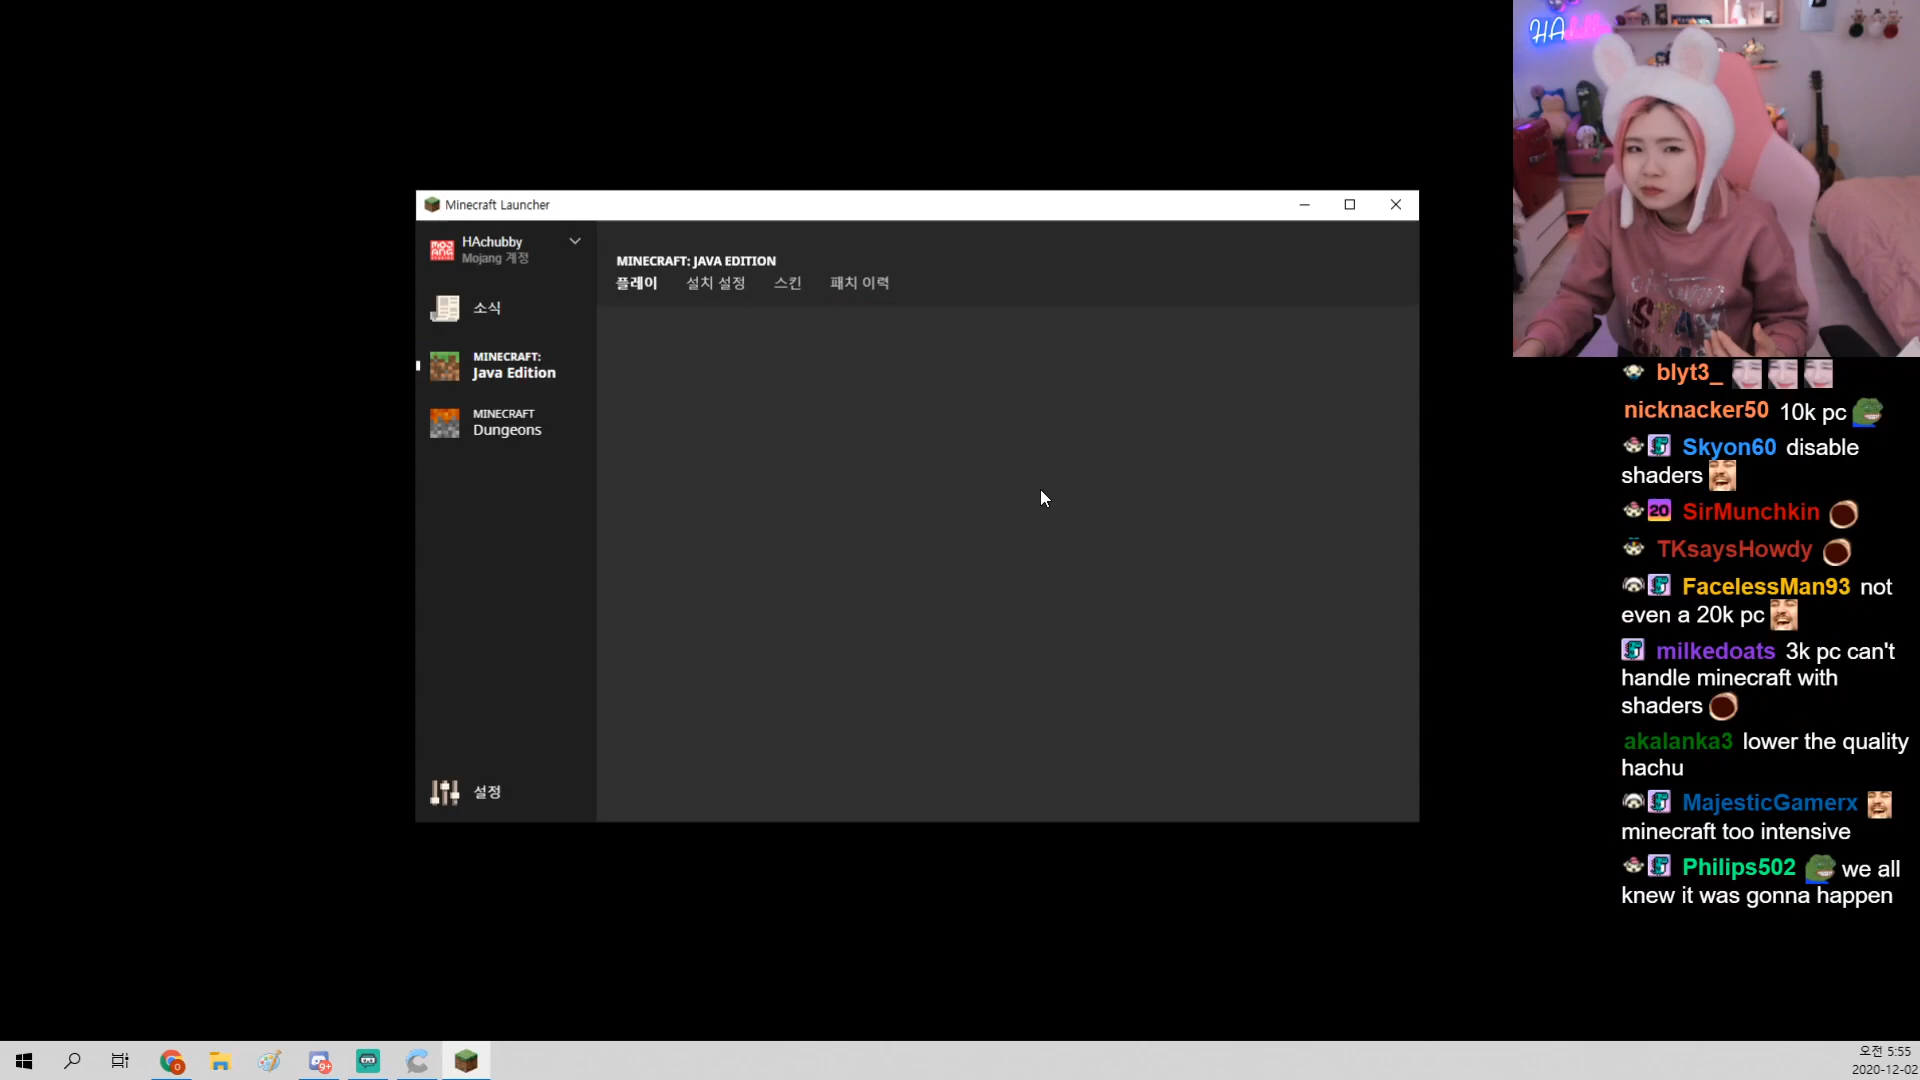 HA
Minecraft Launcher
HAchubby
Mojang 계정
소식
MINECRAFT:
Java Edition
MINECRAFT
Dungeons
설정
MINECRAFT: JAVA EDITION
플레이 설치 설정 스킨 패치 이력
blyt3_
nicknacker50 10k pc
Skyon60 disable
shaders
20 SirMunchkin
TKsaysHowdy
FacelessMan93 not
even a 20k pc
milkedoats 3k pc can't
handle minecraft with
shaders
akalanka3 lower the quality
hachu
MajesticGamerx
minecraft too intensive
Philips502 we all
knew it was gonna happen
9+
오전 5:55
2020-12-02